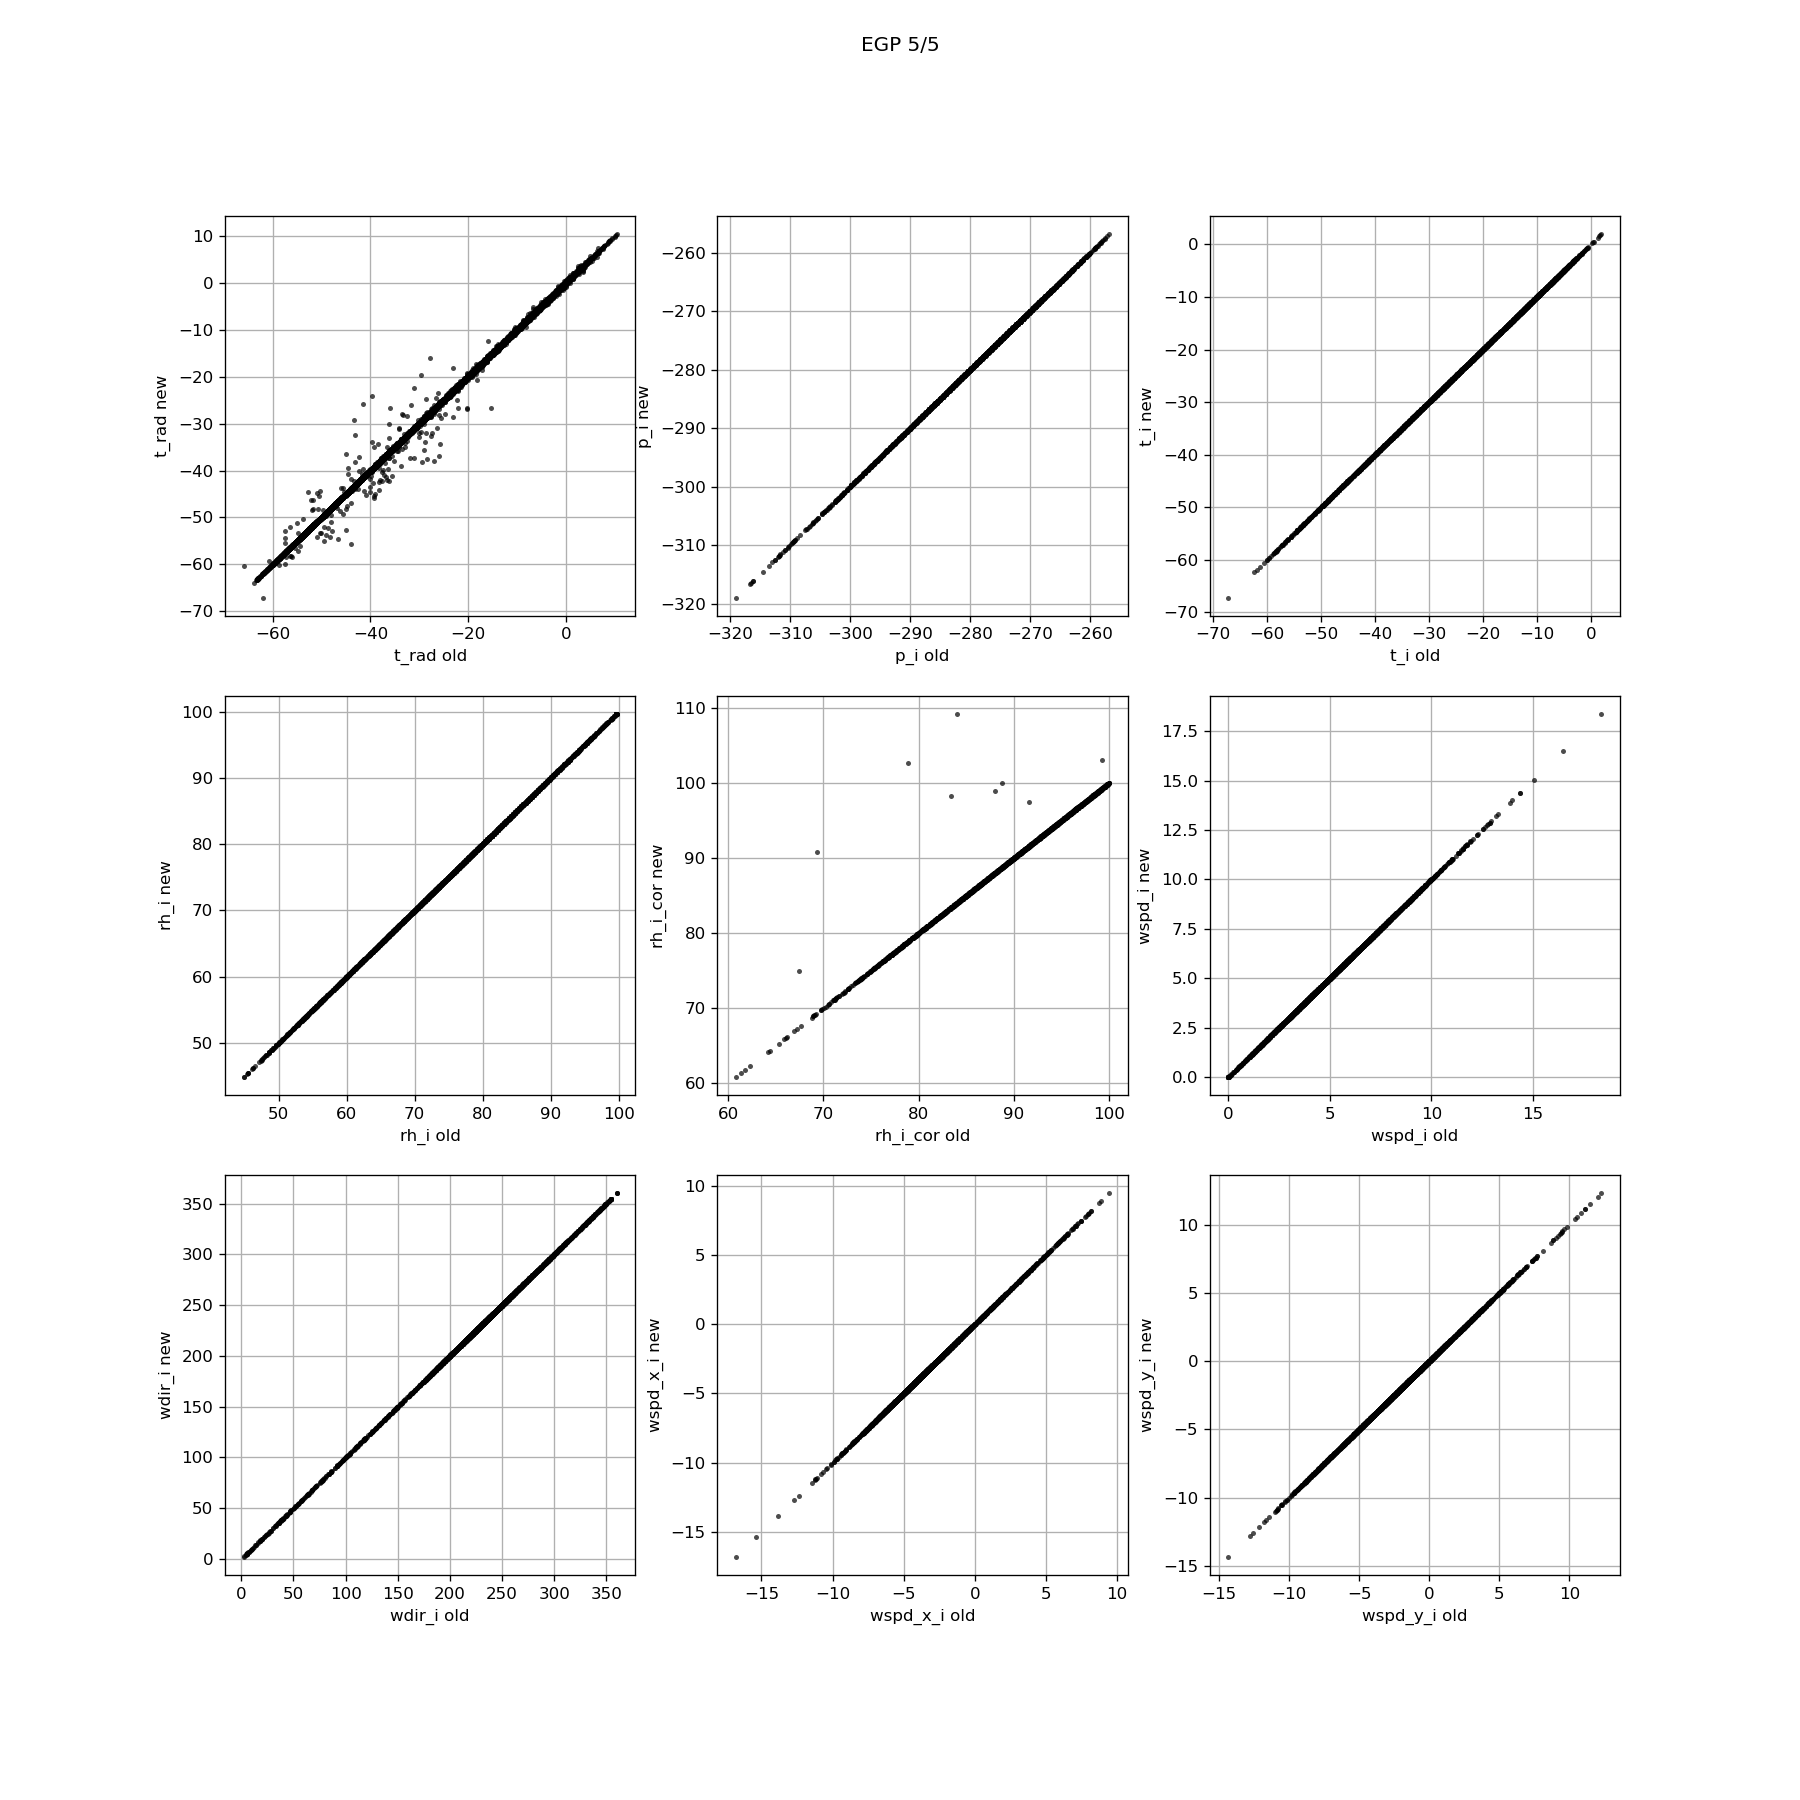 EGP 5/5
10
0
−10
−20
−30
−40
−50
−60
−70
t_rad new
−60 −40 −20 0
t_rad old
−260
−270
−280
−290
−300
−310
−320
p_i new
−320 −310 −300 −290 −280 −270 −260
p_i old
0
−10
−20
−30
−40
−50
−60
−70
t_i new
−70 −60 −50 −40 −30 −20 −10 0
t_i old
100
90
80
70
60
50
rh_i new
50 60 70 80 90 100
rh_i old
110
100
90
80
70
60
rh_i_cor new
60 70 80 90 100
rh_i_cor old
17.5
15.0
12.5
10.0
7.5
5.0
2.5
0.0
wspd_i new
0 5 10 15
wspd_i old
350
300
250
200
150
100
50
0
wdir_i new
0 50 100 150 200 250 300 350
wdir_i old
10
5
0
−5
−10
−15
wspd_x_i new
−15 −10 −5 0 5 10
wspd_x_i old
10
5
0
−5
−10
−15
wspd_y_i new
−15 −10 −5 0 5 10
wspd_y_i old